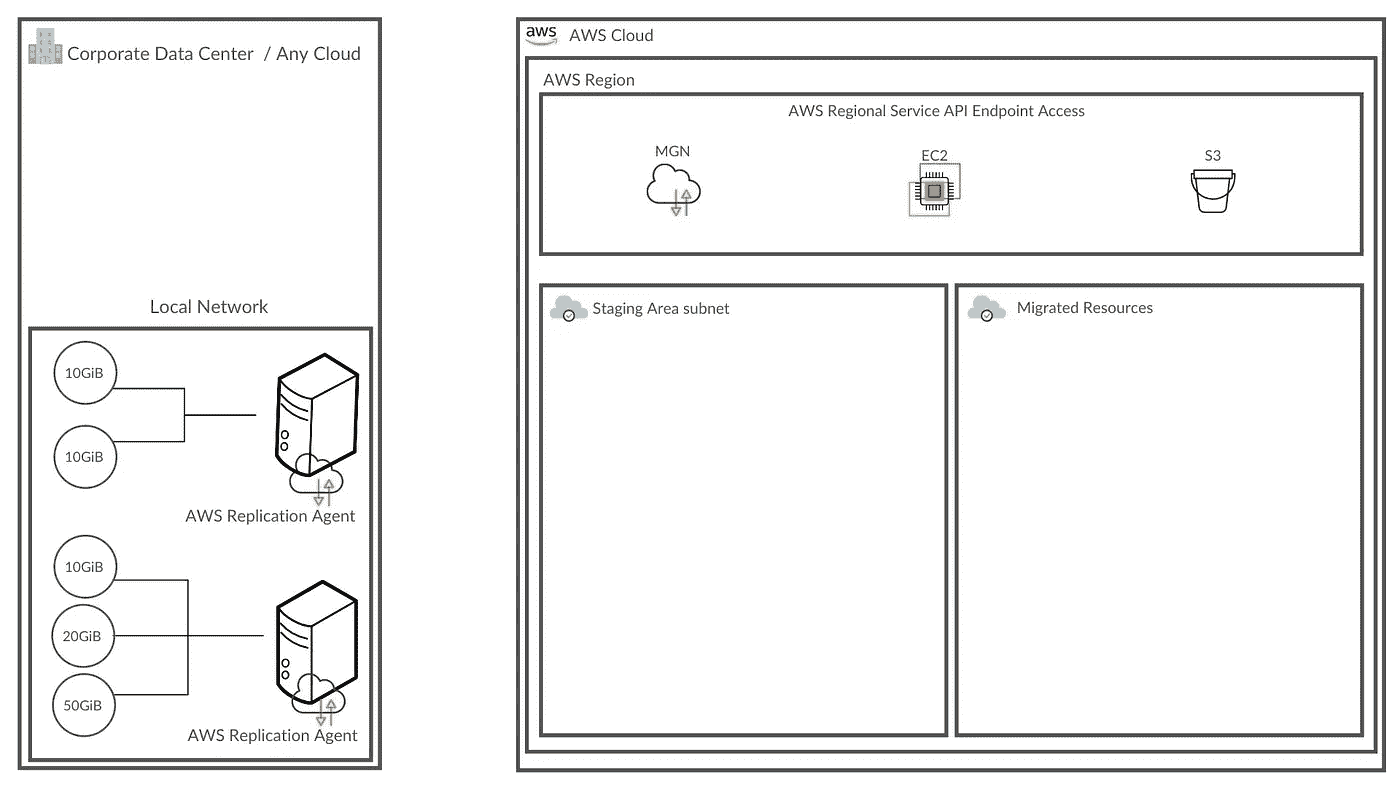 Corporate Data Center / Any Cloud
Local Network
10GiB
10GiB
AWS Replication Agent
10GiB
20GiB
50GiB
AWS Replication Agent
aws
AWS Cloud
AWS Region
AWS Regional Service API Endpoint Access
MGN
EC2
S3
Staging Area subnet
Migrated Resources